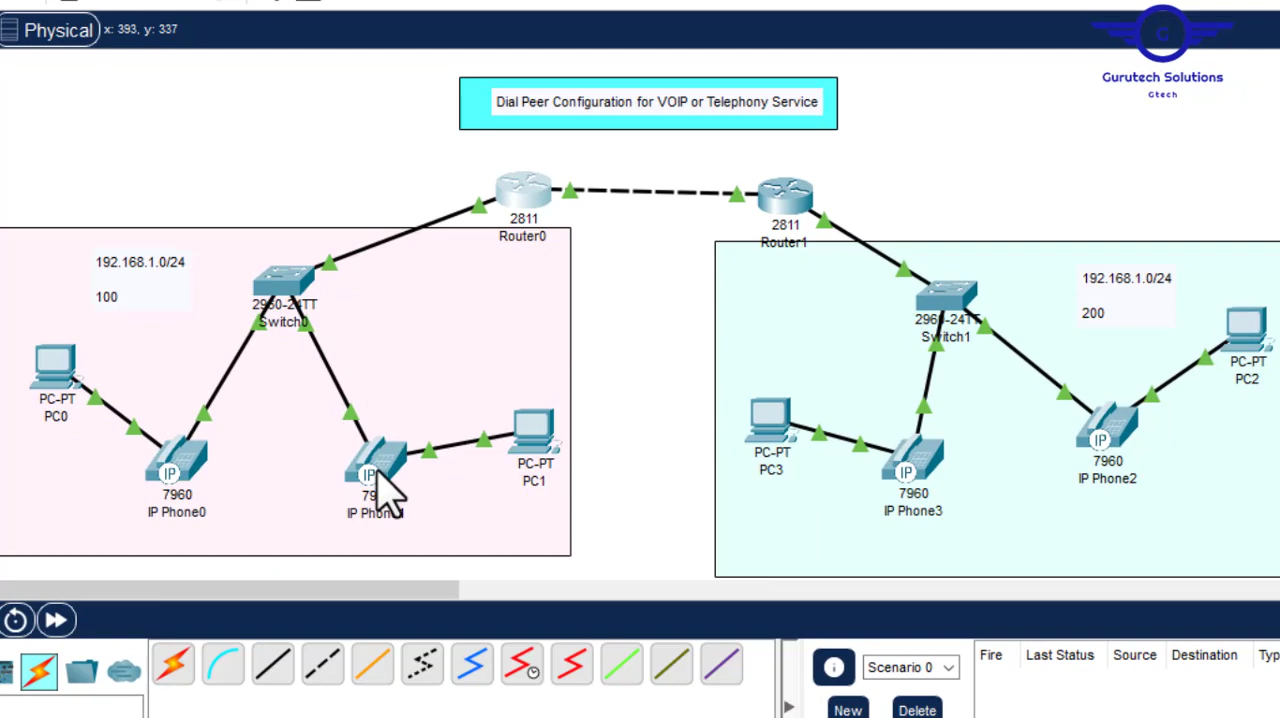 Physical
x: 393, y: 337
G
Gurutech Solutions
Gtech
Dial Peer Configuration for VOIP or Telephony Service
2811
Router0
2811
Router1
192.168.1.0/24
100
2960-24TT
Switch0
192.168.1.0/24
200
2960-24TT
Switch1
PC-PT
PC0
IP
7960
IP Phone0
IP
IP
PC-PT
PC1
PC-PT
PC3
IP
7960
IP Phone3
IP
7960
IP Phone2
PC-PT
PC2
Scenario 0
New
Delete
Fire
Last Status
Source
Destination